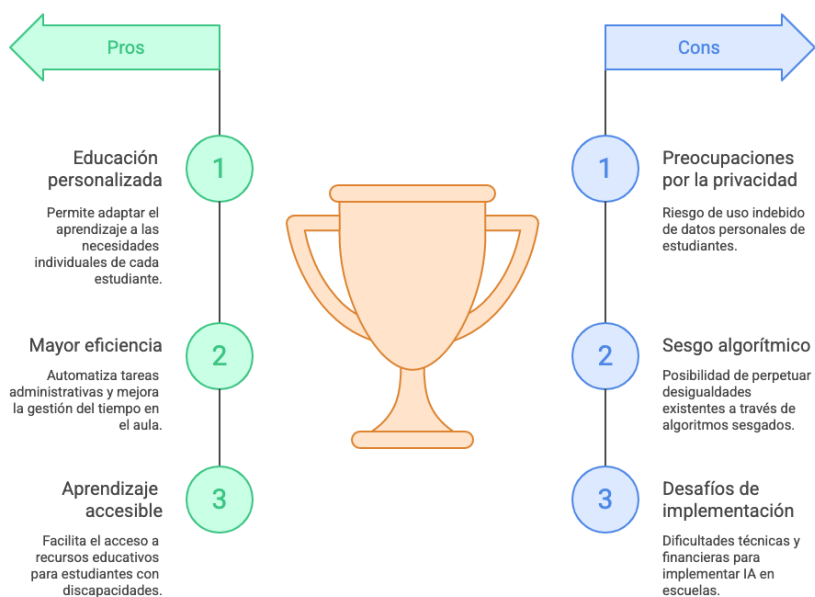 Pros
1
Educación
personalizada
Permite adaptar el
aprendizaje a las
necesidades
individuales de cada
estudiante.
2
Mayor eficiencia
Automatiza tareas
administrativas y mejora
la gestión del tiempo en
el aula.
3
Aprendizaje
accesible
Facilita el acceso a
recursos educativos
para estudiantes con
discapacidades.
Cons
1
Preocupaciones
por la privacidad
Riesgo de uso indebido
de datos personales de
estudiantes.
2
Sesgo algorítmico
Posibilidad de perpetuar
desigualdades
existentes a través de
algoritmos sesgados.
3
Desafíos de
implementación
Dificultades técnicas y
financieras para
implementar IA en
escuelas.